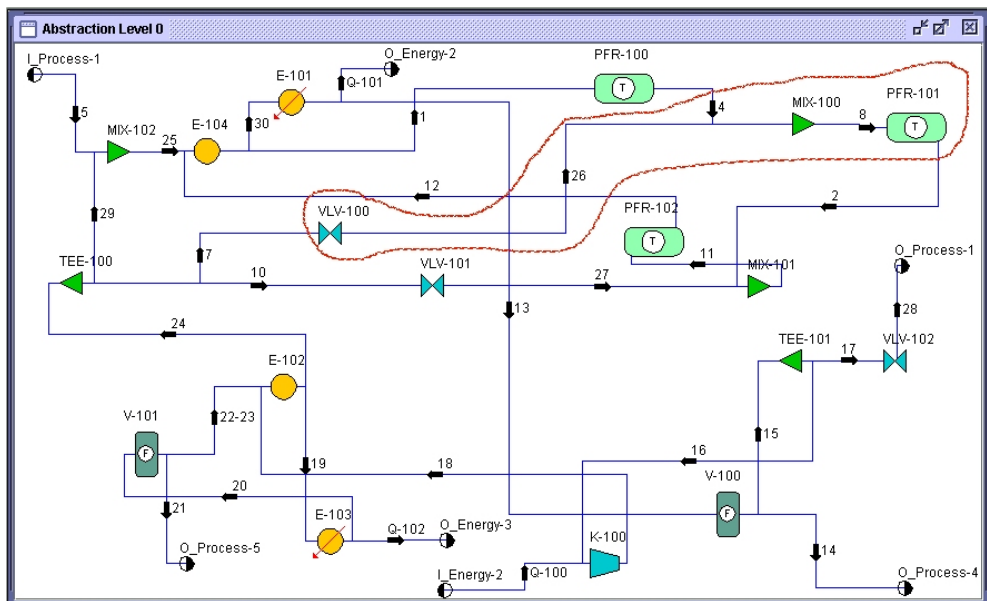 Abstraction Level 0
I_Process-1
O_Energy-2
PFR-100
E-101
Q-101
MIX-100
PFR-101
5
MIX-102
25
E-104
30
1
4
8
12
26
2
29
VLV-100
PFR-102
TEE-100
7
10
VLV-101
27
11
MIX-101
O_Process-1
13
28
24
TEE-101
17
VLV-102
E-102
V-101
22-23
15
19
18
16
V-100
20
21
E-103
Q-102
O_Energy-3
K-100
14
O_Process-5
I_Energy-2
Q-100
O_Process-4
F
F
T
T
T